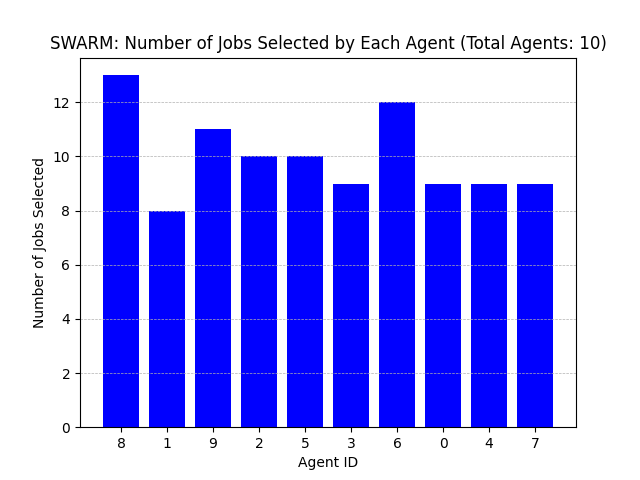 SWARM: Number of Jobs Selected by Each Agent (Total Agents: 10)
Number of Jobs Selected
12
10
8
6
4
2
0
8 1 9 2 5 3 6 0 4 7
Agent ID